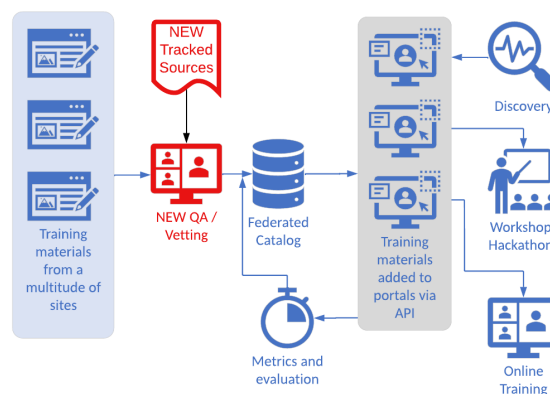 NEW
Tracked
Sources
Training
materials
from a
multitude of
sites
NEW QA /
Vetting
Federated
Catalog
Training
materials
added to
portals via
API
Metrics and
evaluation
Discovery
Workshop
Hackathon
Online
Training